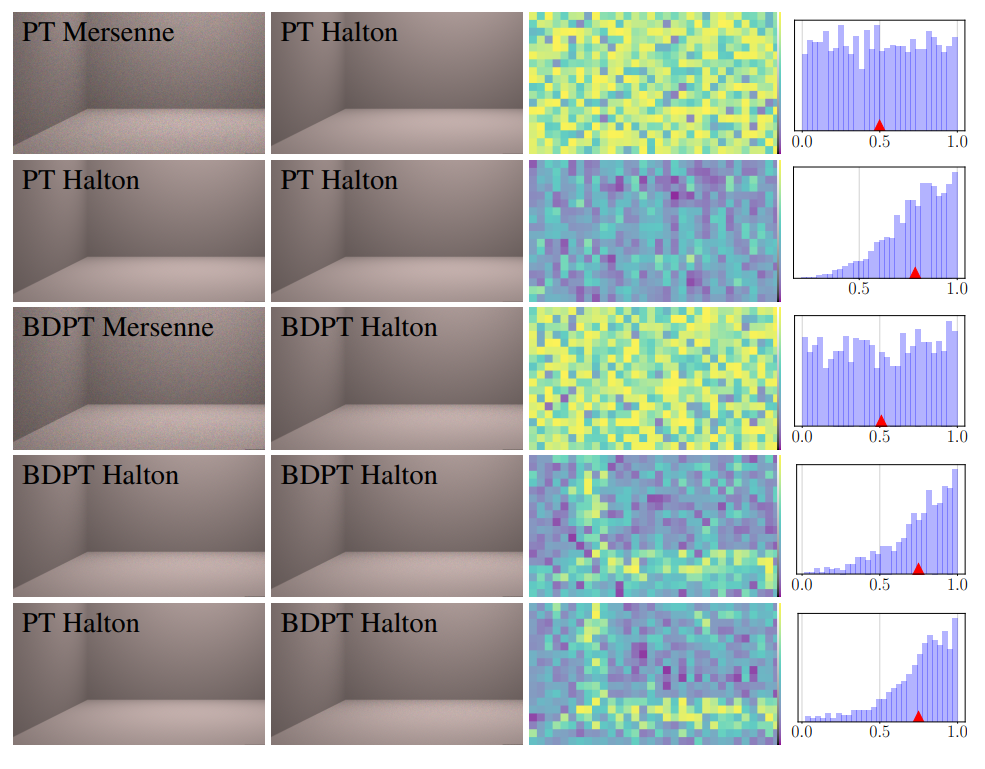 PT Mersenne PT Halton
0.0 0.5 1.0
PT Halton PT Halton
0.5 1.0
BDPT Mersenne BDPT Halton
0.0 0.5 1.0
BDPT Halton BDPT Halton
0.0 0.5 1.0
PT Halton BDPT Halton
0.0 0.5 1.0